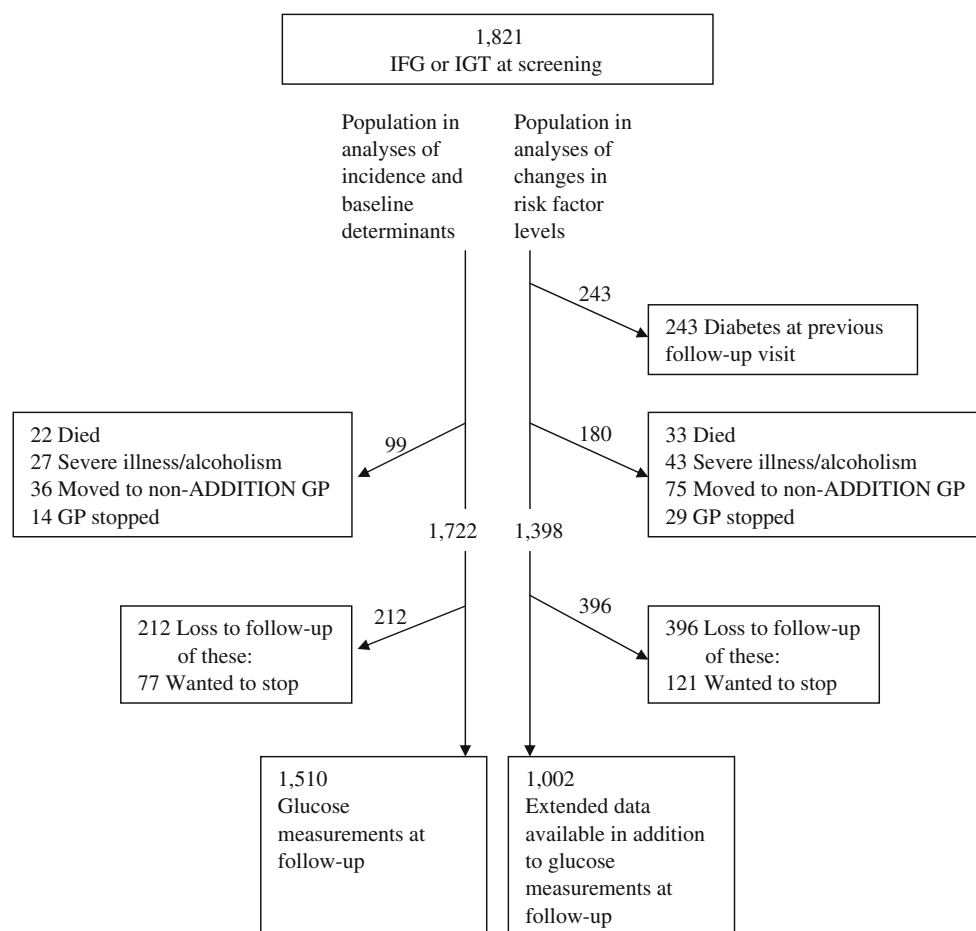 1,821
IFG or IGT at screening
Population in
analyses of
incidence and
baseline
determinants
Population in
analyses of
changes in
risk factor
levels
243
243 Diabetes at previous
follow-up visit
22 Died
27 Severe illness/alcoholism
36 Moved to non-ADDITION GP
14 GP stopped
99
180
33 Died
43 Severe illness/alcoholism
75 Moved to non-ADDITION GP
29 GP stopped
1,722
1,398
212 Loss to follow-up
of these:
77 Wanted to stop
212
396
396 Loss to follow-up
of these:
121 Wanted to stop
1,510
Glucose
measurements at
follow-up
1,002
Extended data
available in addition
to glucose
measurements at
follow-up